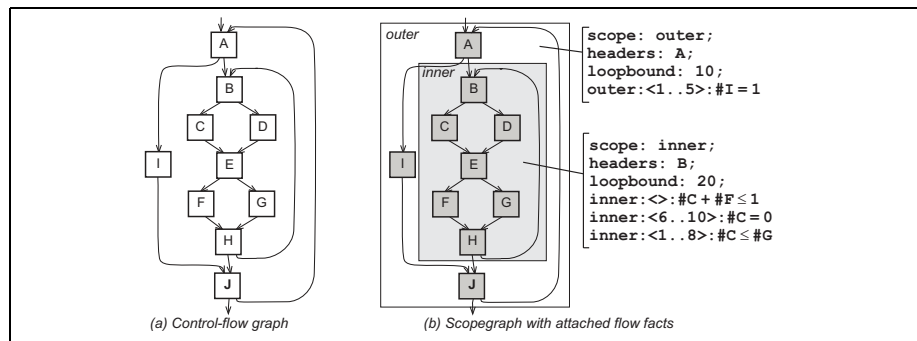 A
B
C
D
I
E
F
G
H
J
(a) Control-flow graph
outer
A
inner
B
C
D
I
E
F
G
H
J
(b) Scopegraph with attached flow facts
scope: outer;
headers: A;
loopbound: 10;
outer:<1..5>:#I = 1
scope: inner;
headers: B;
loopbound: 20;
inner:<>:#C + #F ≤ 1
inner:<6..10>:#C = 0
inner:<1..8>:#C ≤ #G